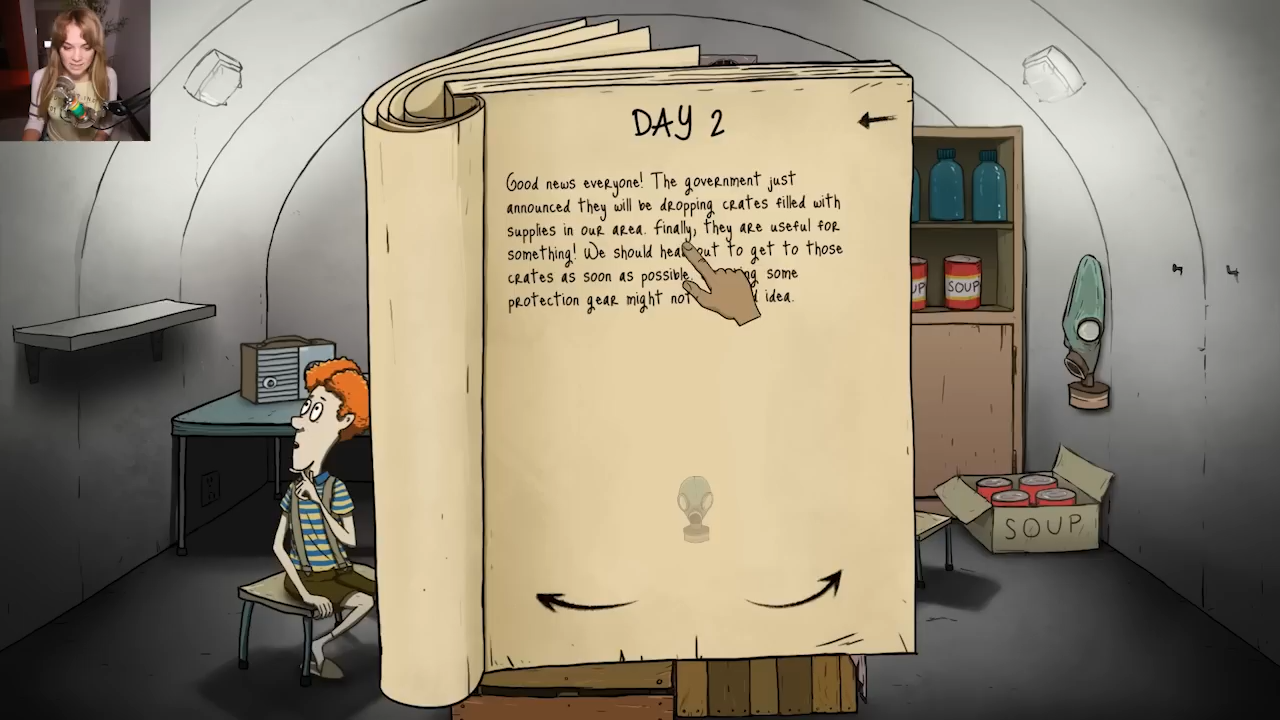 DAY 2
Good news everyone! The government just
announced they will be dropping crates filled with
supplies in our area. Finally, they are useful for
something! We should head out to get to those
crates as soon as possible. some
protection gear might not idea.
SOUP
SOUP